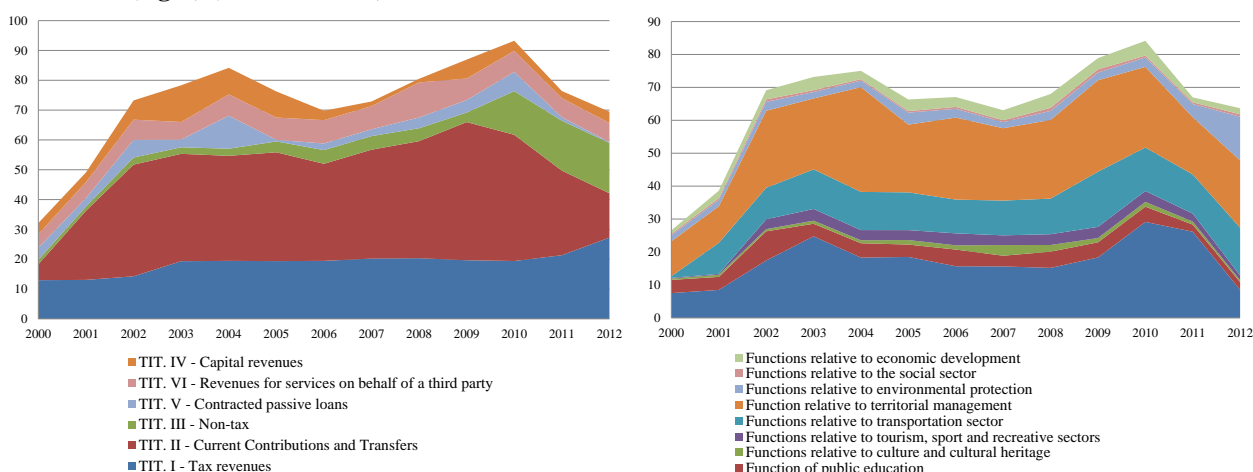 100
90
80
70
60
50
40
30
20
10
0
2000 2001 2002 2003 2004 2005 2006 2007 2008 2009 2010 2011 2012
TIT. IV - Capital revenues
TIT. VI - Revenues for services on behalf of a third party
TIT. V - Contracted passive loans
TIT. III - Non-tax
TIT. II - Current Contributions and Transfers
TIT. I - Tax revenues
90
80
70
60
50
40
30
20
10
0
2000 2001 2002 2003 2004 2005 2006 2007 2008 2009 2010 2011 2012
Functions relative to economic development
Functions relative to the social sector
Functions relative to environmental protection
Function relative to territorial management
Functions relative to transportation sector
Functions relative to tourism, sport and recreative sectors
Functions relative to culture and cultural heritage
Function of public education